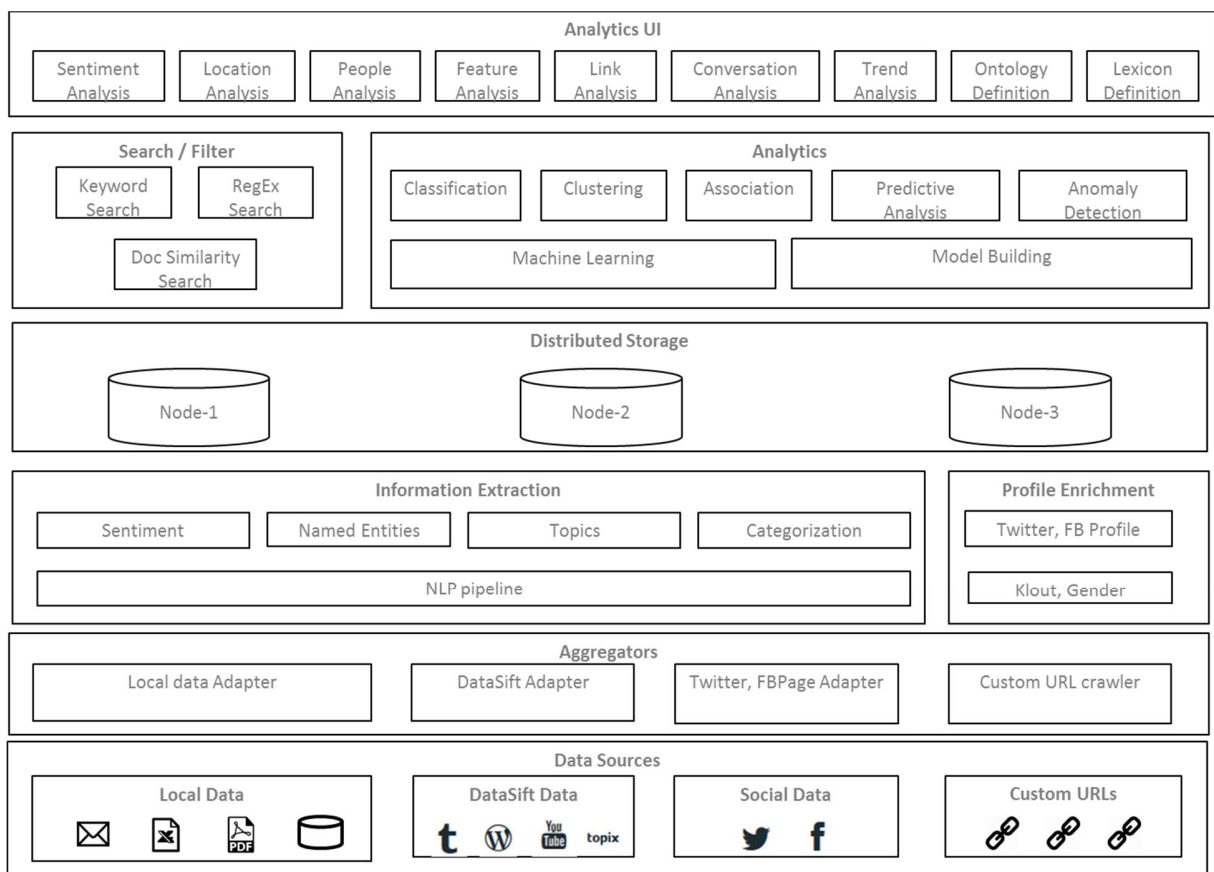 Analytics UI
Sentiment
Analysis
Location
Analysis
People
Analysis
Feature
Analysis
Link
Analysis
Conversation
Analysis
Trend
Analysis
Ontology
Definition
Lexicon
Definition
Search / Filter
Keyword
Search
RegEx
Search
Doc Similarity
Search
Analytics
Classification
Clustering
Association
Predictive
Analysis
Anomaly
Detection
Machine Learning
Model Building
Distributed Storage
Node-1
Node-2
Node-3
Information Extraction
Sentiment
Named Entities
Topics
Categorization
NLP pipeline
Profile Enrichment
Twitter, FB Profile
Klout, Gender
Aggregators
Local data Adapter
DataSift Adapter
Twitter, FBPage Adapter
Custom URL crawler
Data Sources
Local Data
PDF
DataSift Data
t
W
You
Tube
topix
Social Data
f
Custom URLs